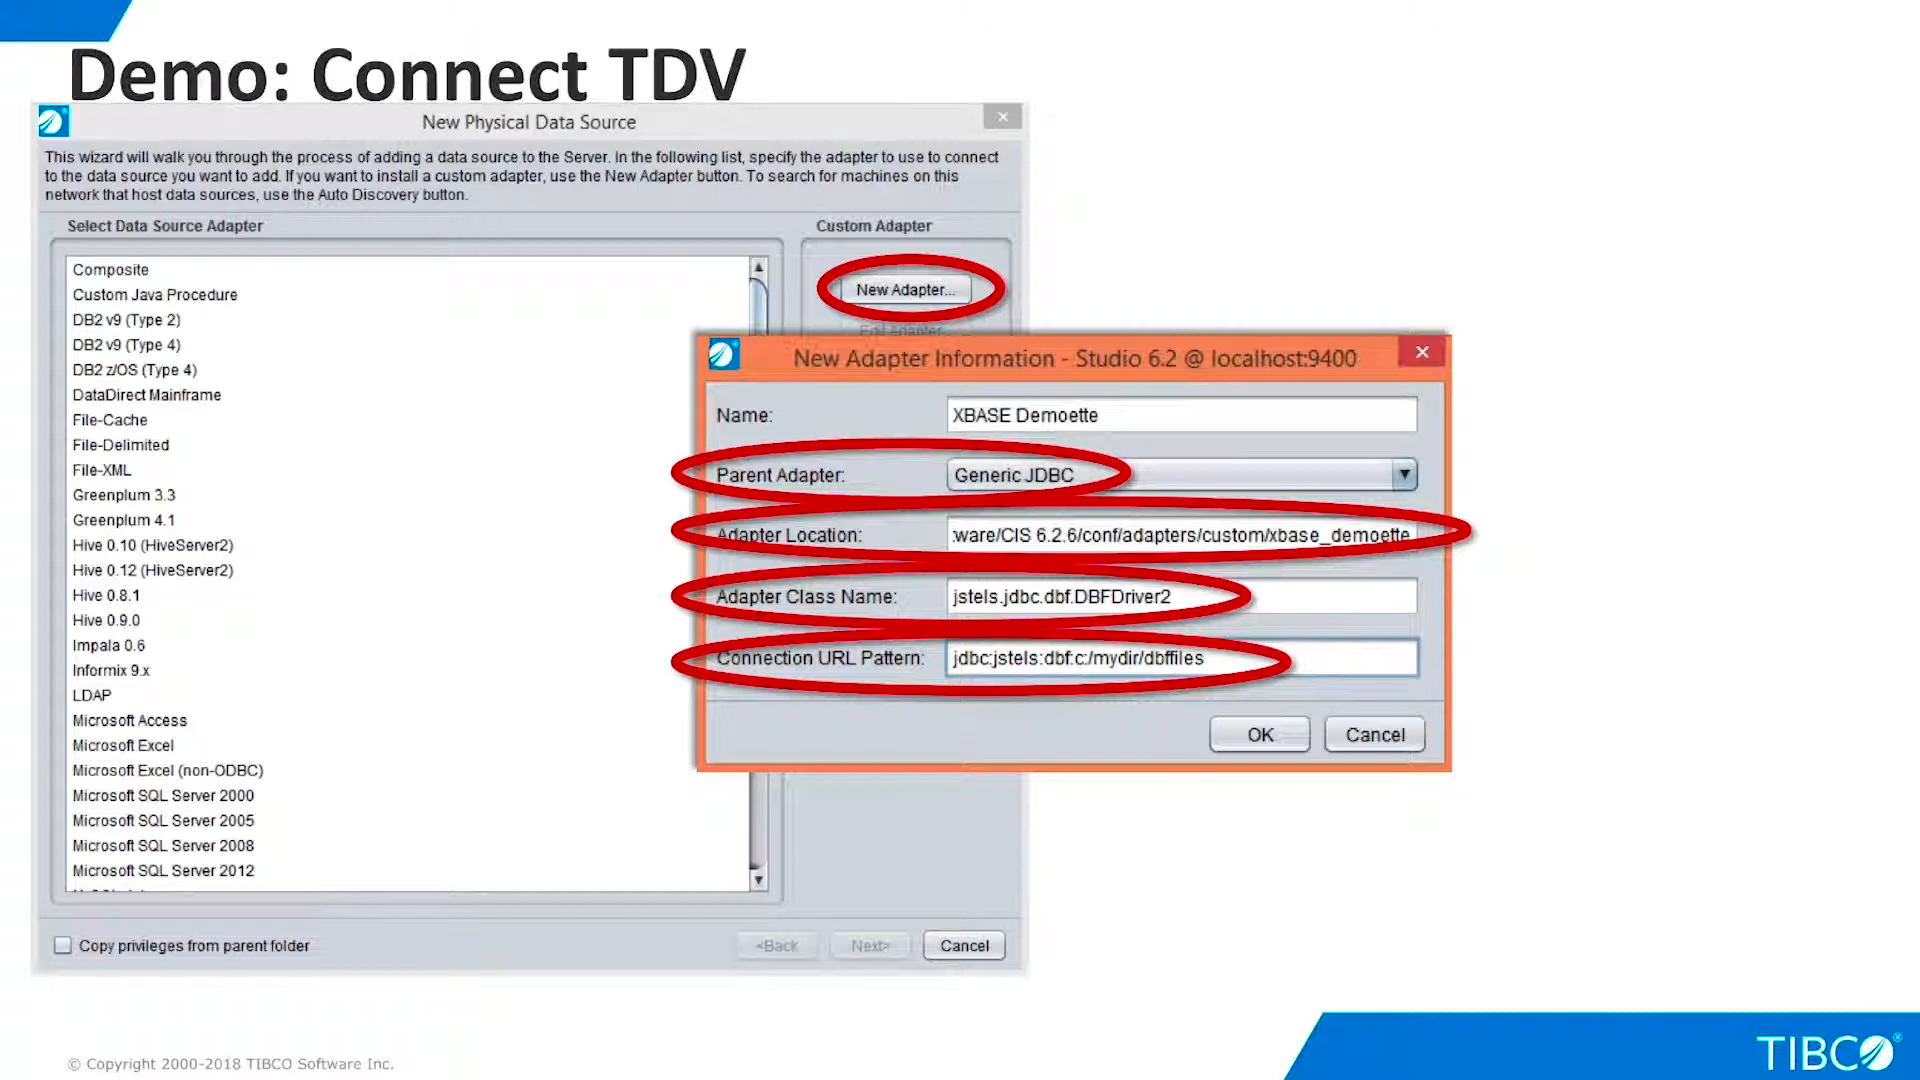 Demo: Connect TDV
New Physical Data Source
This wizard will walk you through the process of adding a data source to the Server. In the following list, specify the adapter to use to connect
to the data source you want to add. If you want to install a custom adapter, use the New Adapter button. To search for machines on this
network that host data sources, use the Auto Discovery button.
Select Data Source Adapter
Custom Adapter
Composite
Custom Java Procedure
DB2 v9 (Type 2)
DB2 v9 (Type 4)
DB2 z/OS (Type 4)
DataDirect Mainframe
File-Cache
File-Delimited
File-XML
Greenplum 3.3
Greenplum 4.1
Hive 0.10 (HiveServer2)
Hive 0.12 (HiveServer2)
Hive 0.8.1
Hive 0.9.0
Impala 0.6
Informix 9.x
LDAP
Microsoft Access
Microsoft Excel
Microsoft Excel (non-ODBC)
Microsoft SQL Server 2000
Microsoft SQL Server 2005
Microsoft SQL Server 2008
Microsoft SQL Server 2012
New Adapter...
Edit Adapter...
New Adapter Information - Studio 6.2 @ localhost:9400
Name: XBASE Demoette
Parent Adapter: Generic JDBC
Adapter Location: :ware/CIS 6.2.6/conf/adapters/custom/xbase_demoette
Adapter Class Name: jstels.jdbc.dbf.DBFDriver2
Connection URL Pattern: jdbc:jstels:dbf:c:/mydir/dbffiles
OK Cancel
Copy privileges from parent folder
<Back Next> Cancel
© Copyright 2000-2018 TIBCO Software Inc.
TIBCO®